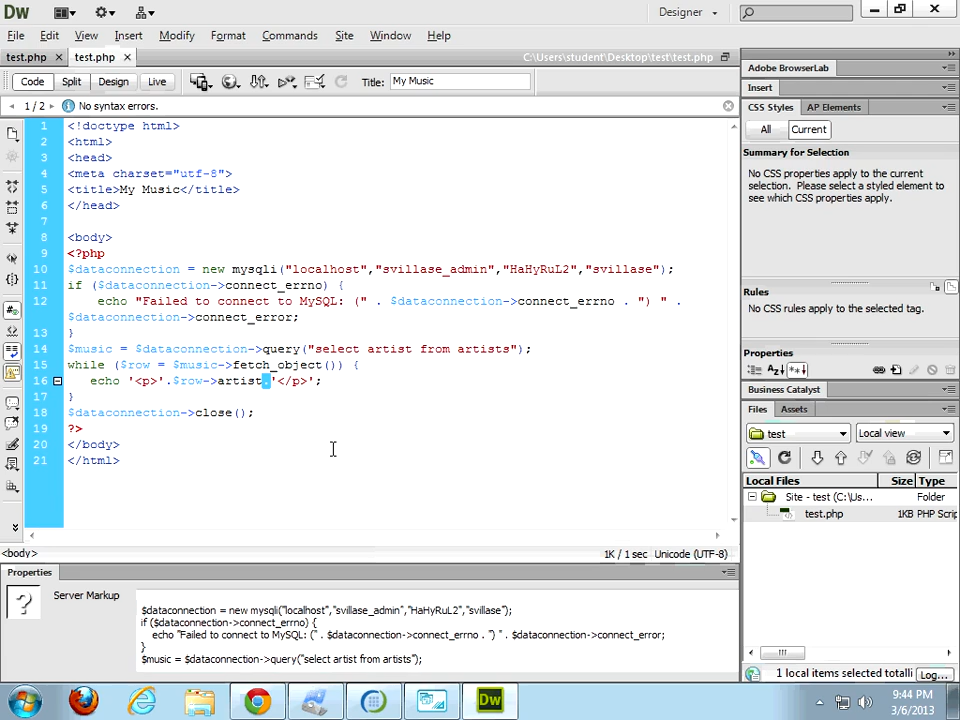 Dw
Designer
File Edit View Insert Modify Format Commands Site Window Help
test.php test.php C:\Users\student\Desktop\test\test.php
Code Split Design Live Title: My Music
1 / 2 No syntax errors.
1 <!doctype html>
2 <html>
3 <head>
4 <meta charset="utf-8">
5 <title>My Music</title>
6 </head>
7
8 <body>
9 <?php
10 $dataconnection = new mysqli("localhost","svillase_admin","HaHyRuL2","svillase");
11 if ($dataconnection->connect_errno) {
12 echo "Failed to connect to MySQL: (" . $dataconnection->connect_errno . ") " .
$dataconnection->connect_error;
13 }
14 $music = $dataconnection->query("select artist from artists");
15 while ($row = $music->fetch_object()) {
16 echo '<p>'.$row->artist.'</p>';
17 }
18 $dataconnection->close();
19 ?>
20 </body>
21 </html>
<body> 1K / 1 sec Unicode (UTF-8)
Properties
? Server Markup
$dataconnection = new mysqli("localhost","svillase_admin","HaHyRuL2","svillase");
if ($dataconnection->connect_errno) {
echo "Failed to connect to MySQL: (" . $dataconnection->connect_errno . ") " . $dataconnection->connect_error;
}
$music = $dataconnection->query("select artist from artists");
Adobe BrowserLab
Insert
CSS Styles AP Elements
All Current
Summary for Selection
No CSS properties apply to the current
selection. Please select a styled element to
see which CSS properties apply.
Rules
No CSS rules apply to the selected tag.
Properties
Az
Business Catalyst
Files Assets
test Local view
Local Files Size Type
Site - test (C:\Us... Folder
test.php 1KB PHP Scrip
1 local items selected totalli Log...
Dw
9:44 PM
3/6/2013